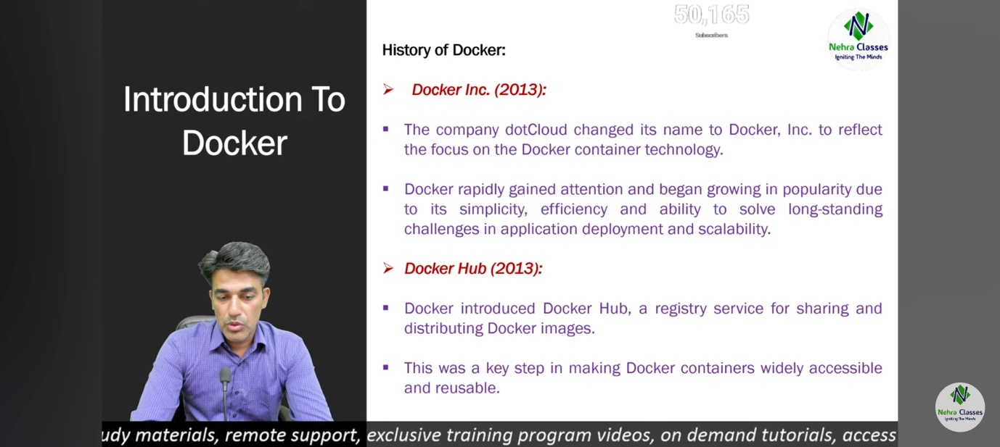 50,165
Subscribers
Nehra Classes
Igniting The Minds
Introduction To
Docker
History of Docker:
➢ Docker Inc. (2013):
▪ The company dotCloud changed its name to Docker, Inc. to reflect
the focus on the Docker container technology.
▪ Docker rapidly gained attention and began growing in popularity due
to its simplicity, efficiency and ability to solve long-standing
challenges in application deployment and scalability.
➢ Docker Hub (2013):
▪ Docker introduced Docker Hub, a registry service for sharing and
distributing Docker images.
▪ This was a key step in making Docker containers widely accessible
and reusable.
Nehra Classes
Igniting The Minds
udy materials, remote support, exclusive training program videos, on demand tutorials, access